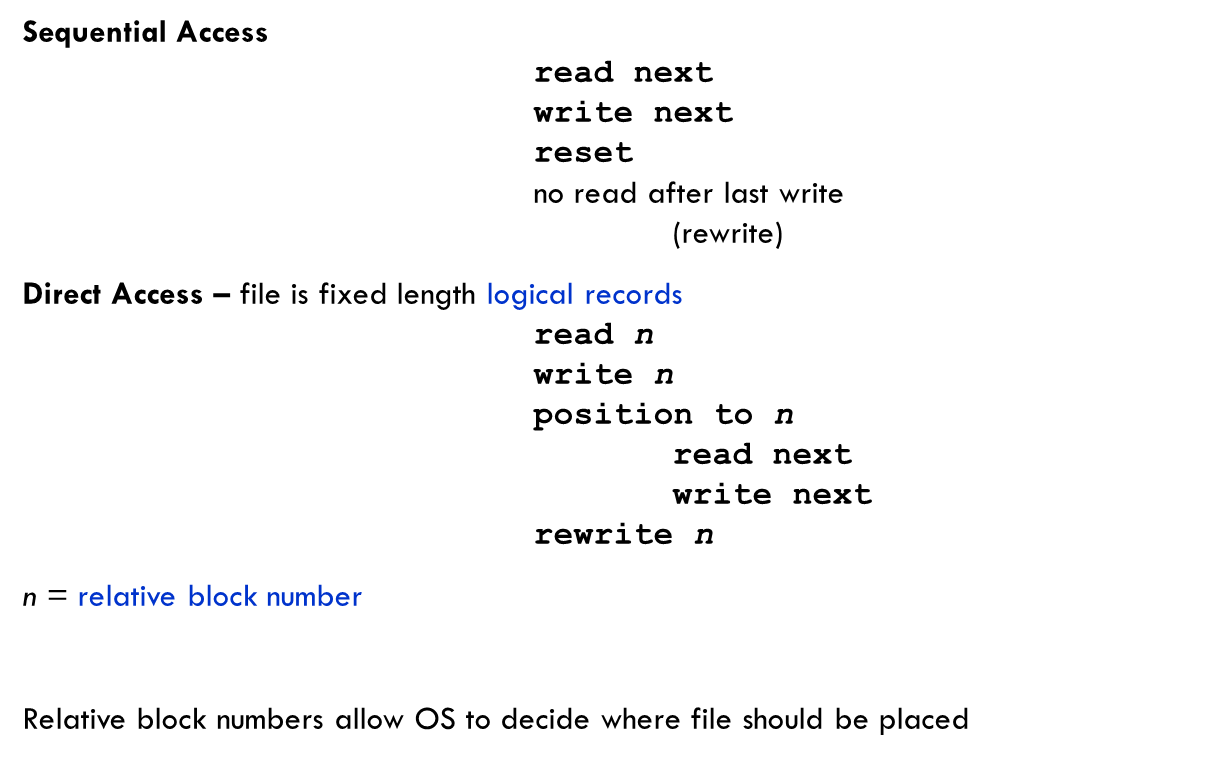 Sequential Access
read next
write next
reset
no read after last write
(rewrite)
Direct Access – file is fixed length logical records
read n
write n
position to n
read next
write next
rewrite n
n = relative block number
Relative block numbers allow OS to decide where file should be placed